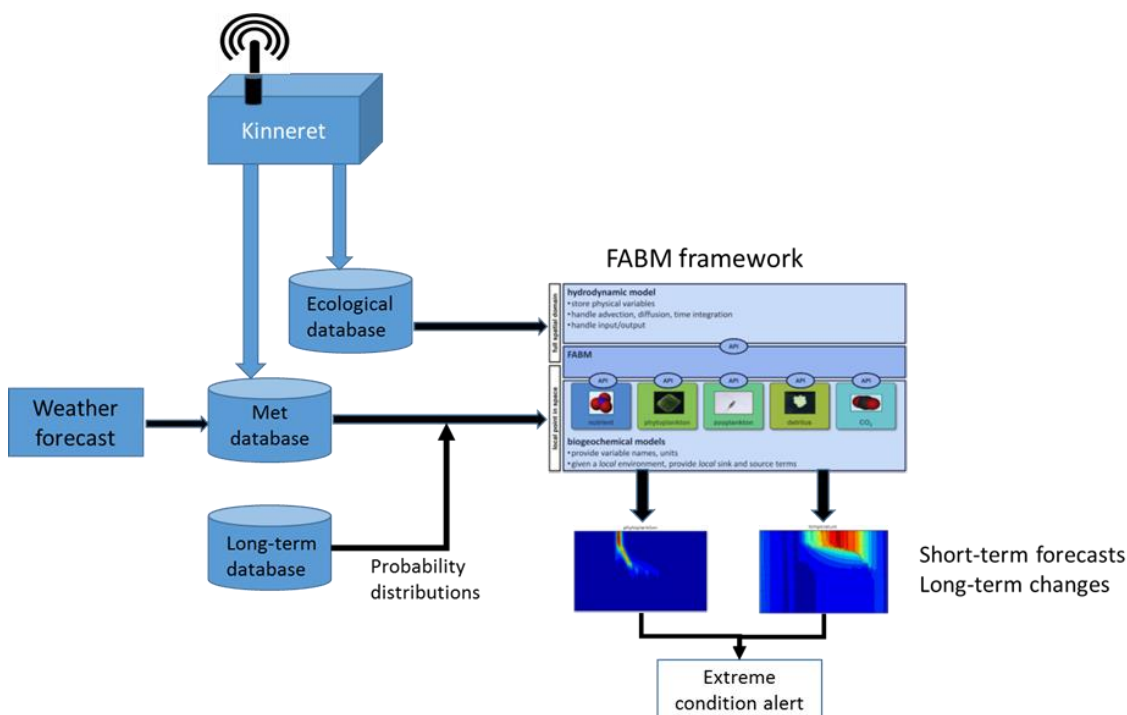 Kinneret
Ecological
database
FABM framework
full spatial domain
hydrodynamic model
•store physical variables
•handle advection, diffusion, time integration
•handle input/output
API
FABM
API
API
API
API
API
local point in space
nutrient
phytoplankton
zooplankton
detritus
CO2
biogeochemical models
•provide variable names, units
•given a local environment, provide local sink and source terms
Weather
forecast
Met
database
Long-term
database
Probability
distributions
phytoplankton
temperature
Short-term forecasts
Long-term changes
Extreme
condition alert